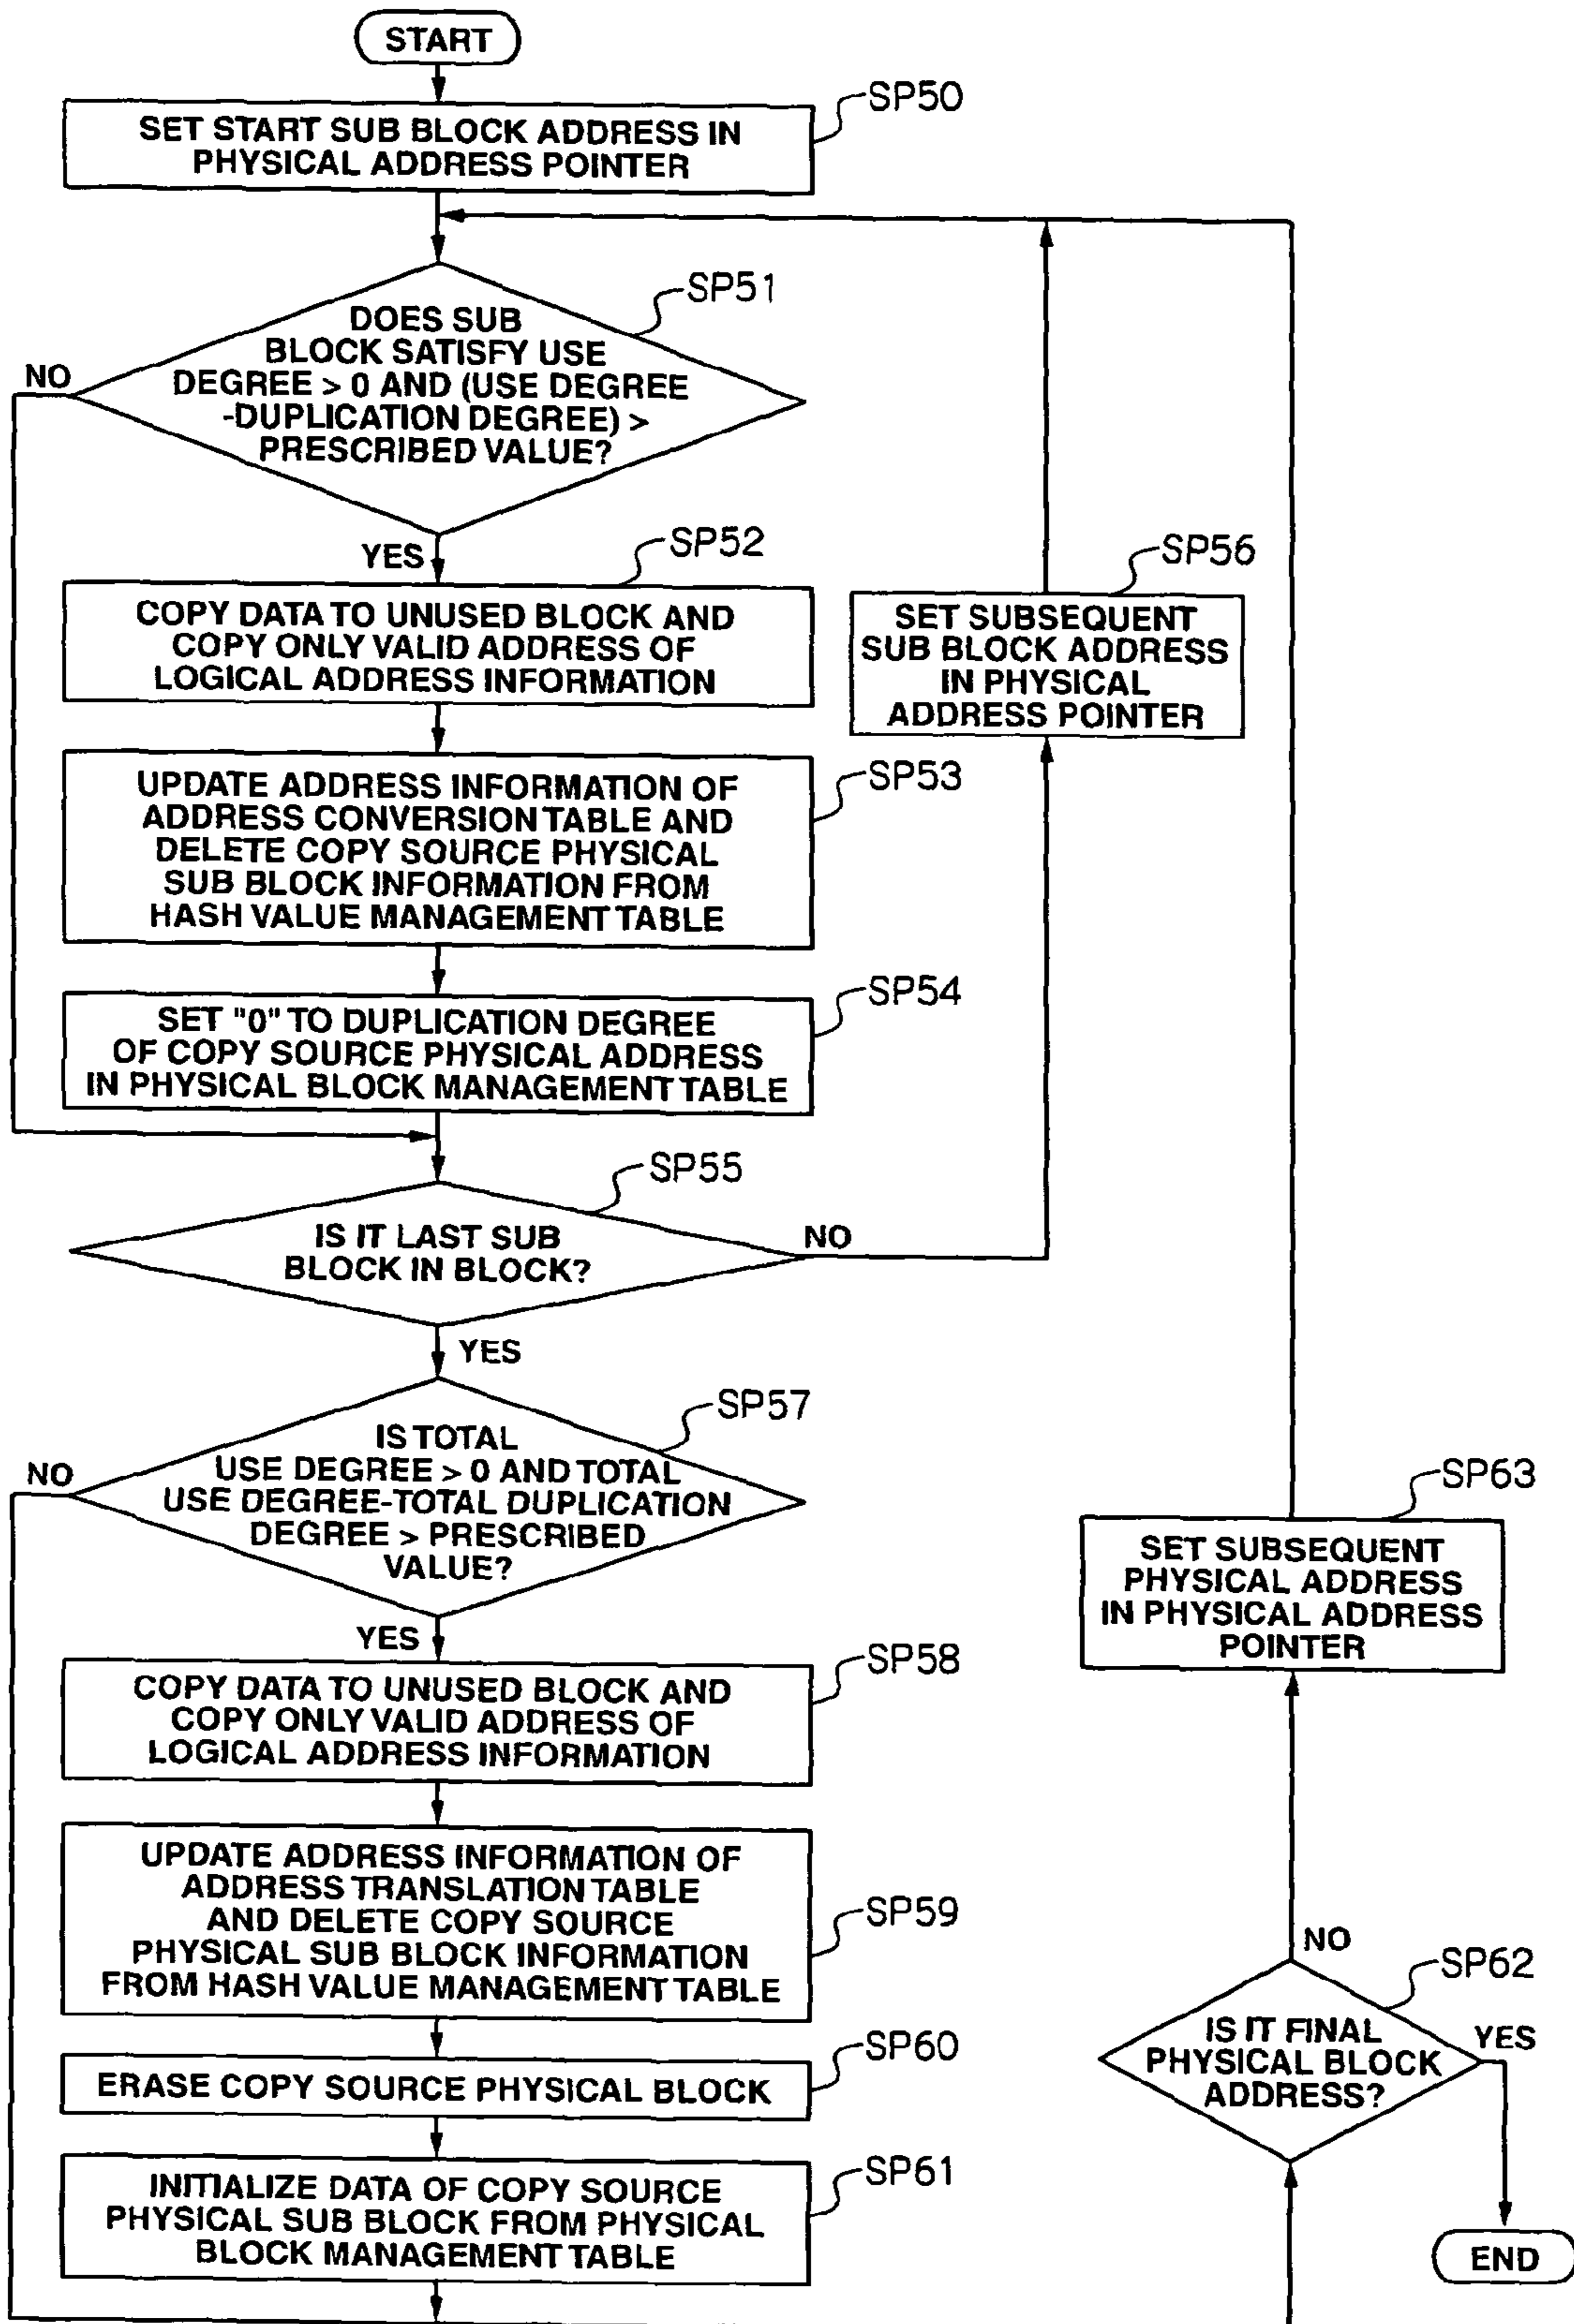 START
SP50
SET START SUB BLOCK ADDRESS IN
PHYSICAL ADDRESS POINTER
SP51
DOES SUB
BLOCK SATISFY USE
DEGREE > 0 AND (USE DEGREE
-DUPLICATION DEGREE) >
PRESCRIBED VALUE?
NO
YES
SP52
COPY DATA TO UNUSED BLOCK AND
COPY ONLY VALID ADDRESS OF
LOGICAL ADDRESS INFORMATION
SP56
SET SUBSEQUENT
SUB BLOCK ADDRESS
IN PHYSICAL
ADDRESS POINTER
SP53
UPDATE ADDRESS INFORMATION OF
ADDRESS CONVERSION TABLE AND
DELETE COPY SOURCE PHYSICAL
SUB BLOCK INFORMATION FROM
HASH VALUE MANAGEMENT TABLE
SP54
SET "0" TO DUPLICATION DEGREE
OF COPY SOURCE PHYSICAL ADDRESS
IN PHYSICAL BLOCK MANAGEMENT TABLE
SP55
IS IT LAST SUB
BLOCK IN BLOCK?
NO
YES
SP57
IS TOTAL
USE DEGREE > 0 AND TOTAL
USE DEGREE-TOTAL DUPLICATION
DEGREE > PRESCRIBED
VALUE?
NO
YES
SP63
SET SUBSEQUENT
PHYSICAL ADDRESS
IN PHYSICAL ADDRESS
POINTER
SP58
COPY DATA TO UNUSED BLOCK AND
COPY ONLY VALID ADDRESS OF
LOGICAL ADDRESS INFORMATION
SP59
UPDATE ADDRESS INFORMATION OF
ADDRESS TRANSLATION TABLE
AND DELETE COPY SOURCE
PHYSICAL SUB BLOCK INFORMATION
FROM HASH VALUE MANAGEMENT TABLE
NO
SP62
IS IT FINAL
PHYSICAL BLOCK
ADDRESS?
YES
SP60
ERASE COPY SOURCE PHYSICAL BLOCK
SP61
INITIALIZE DATA OF COPY SOURCE
PHYSICAL SUB BLOCK FROM PHYSICAL
BLOCK MANAGEMENT TABLE
END